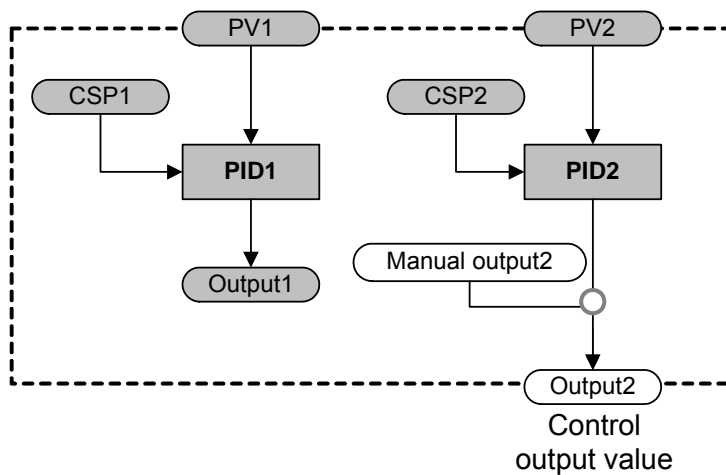 PV1
PV2
CSP1
CSP2
PID1
PID2
Manual output2
Output1
Output2
Control
output value